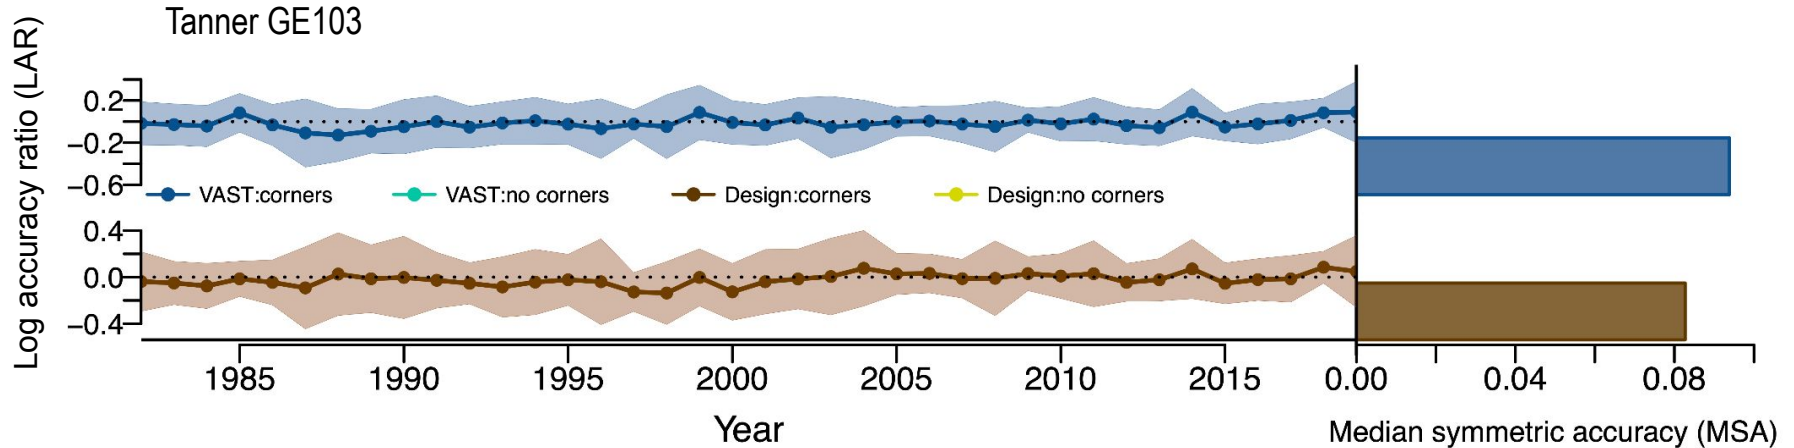 Tanner GE103
Log accuracy ratio (LAR)
0.2
−0.2
−0.6
VAST:corners VAST:no corners Design:corners Design:no corners
0.4
0.0
−0.4
1985 1990 1995 2000 2005 2010 2015 0.00 0.04 0.08
Year Median symmetric accuracy (MSA)